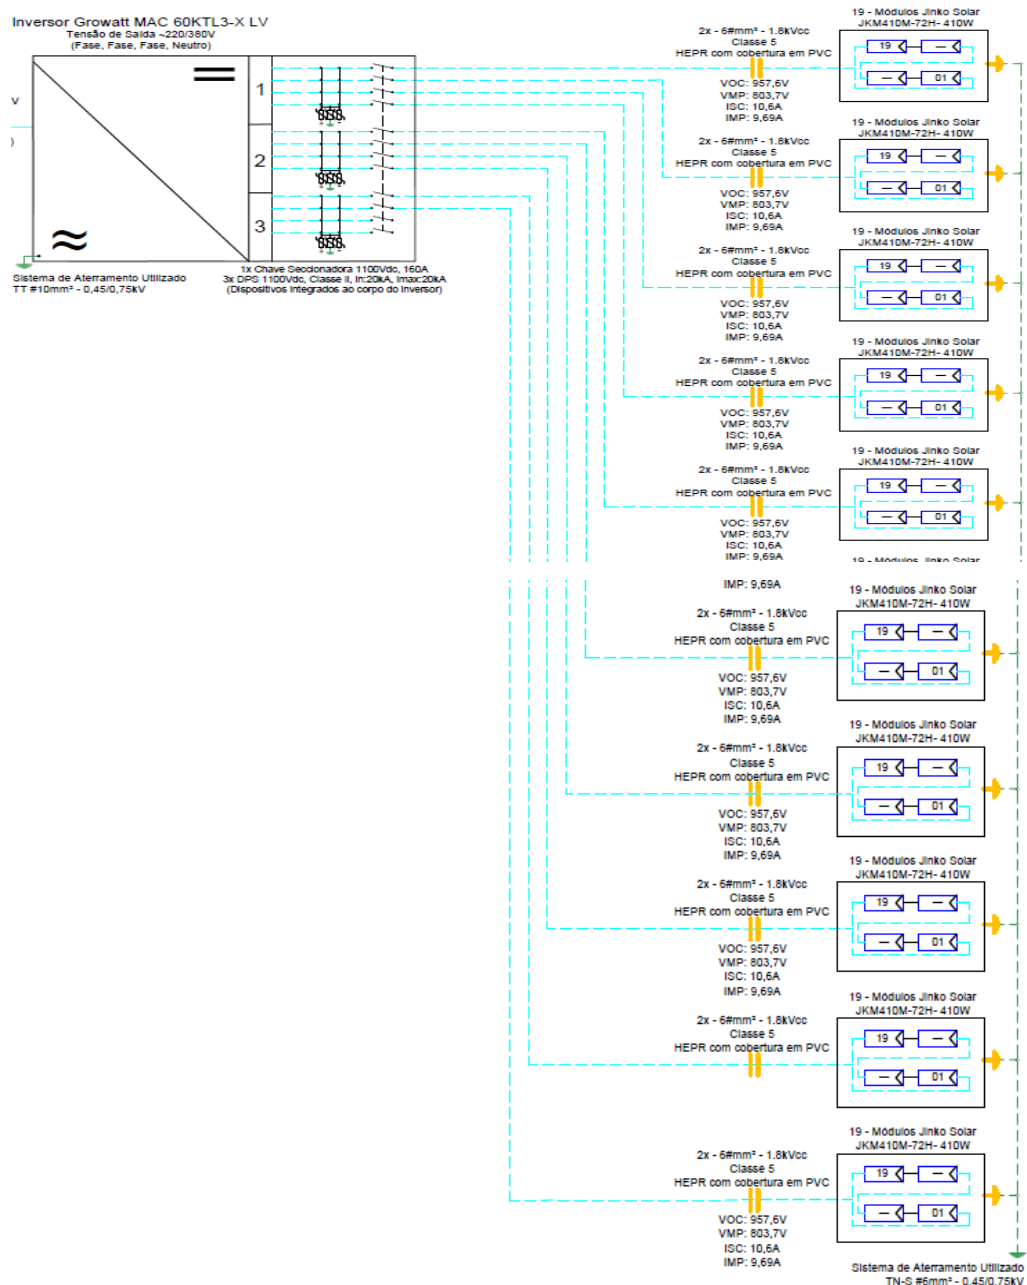 Inversor Growatt MAC 60KTL3-X LV
Tensão de Saída ~220/380V
(Fase, Fase, Fase, Neutro)
V
)
1
2
3
Sistema de Aterramento Utilizado
TT #10mm² - 0,45/0,75kV
1x Chave Seccionadora 1100Vdc, 160A
3x DPS 1100Vdc, Classe II, In:20kA, Imax:20kA
(Dispositivos Integrados ao corpo do Inversor)
2x - 6#mm² - 1.8kVcc
Classe 5
HEPR com cobertura em PVC
VOC: 957,6V
VMP: 803,7V
ISC: 10,6A
IMP: 9,69A
19 - Módulos Jinko Solar
JKM410M-72H- 410W
19
01
2x - 6#mm² - 1.8kVcc
Classe 5
HEPR com cobertura em PVC
VOC: 957,6V
VMP: 803,7V
ISC: 10,6A
IMP: 9,69A
19 - Módulos Jinko Solar
JKM410M-72H- 410W
19
01
2x - 6#mm² - 1.8kVcc
Classe 5
HEPR com cobertura em PVC
VOC: 957,6V
VMP: 803,7V
ISC: 10,6A
IMP: 9,69A
19 - Módulos Jinko Solar
JKM410M-72H- 410W
19
01
2x - 6#mm² - 1.8kVcc
Classe 5
HEPR com cobertura em PVC
VOC: 957,6V
VMP: 803,7V
ISC: 10,6A
IMP: 9,69A
19 - Módulos Jinko Solar
JKM410M-72H- 410W
19
01
2x - 6#mm² - 1.8kVcc
Classe 5
HEPR com cobertura em PVC
VOC: 957,6V
VMP: 803,7V
ISC: 10,6A
IMP: 9,69A
19 - Módulos Jinko Solar
JKM410M-72H- 410W
19
01
19 - Módulos Jinko Solar
IMP: 9,69A
2x - 6#mm² - 1.8kVcc
Classe 5
HEPR com cobertura em PVC
VOC: 957,6V
VMP: 803,7V
ISC: 10,6A
IMP: 9,69A
19 - Módulos Jinko Solar
JKM410M-72H- 410W
19
01
2x - 6#mm² - 1.8kVcc
Classe 5
HEPR com cobertura em PVC
VOC: 957,6V
VMP: 803,7V
ISC: 10,6A
IMP: 9,69A
19 - Módulos Jinko Solar
JKM410M-72H- 410W
19
01
2x - 6#mm² - 1.8kVcc
Classe 5
HEPR com cobertura em PVC
VOC: 957,6V
VMP: 803,7V
ISC: 10,6A
IMP: 9,69A
19 - Módulos Jinko Solar
JKM410M-72H- 410W
19
01
2x - 6#mm² - 1.8kVcc
Classe 5
HEPR com cobertura em PVC
19 - Módulos Jinko Solar
JKM410M-72H- 410W
19
01
2x - 6#mm² - 1.8kVcc
Classe 5
HEPR com cobertura em PVC
VOC: 957,6V
VMP: 803,7V
ISC: 10,6A
IMP: 9,69A
19 - Módulos Jinko Solar
JKM410M-72H- 410W
19
01
Sistema de Aterramento Utilizado
TN-S #6mm² - 0,45/0,75kV